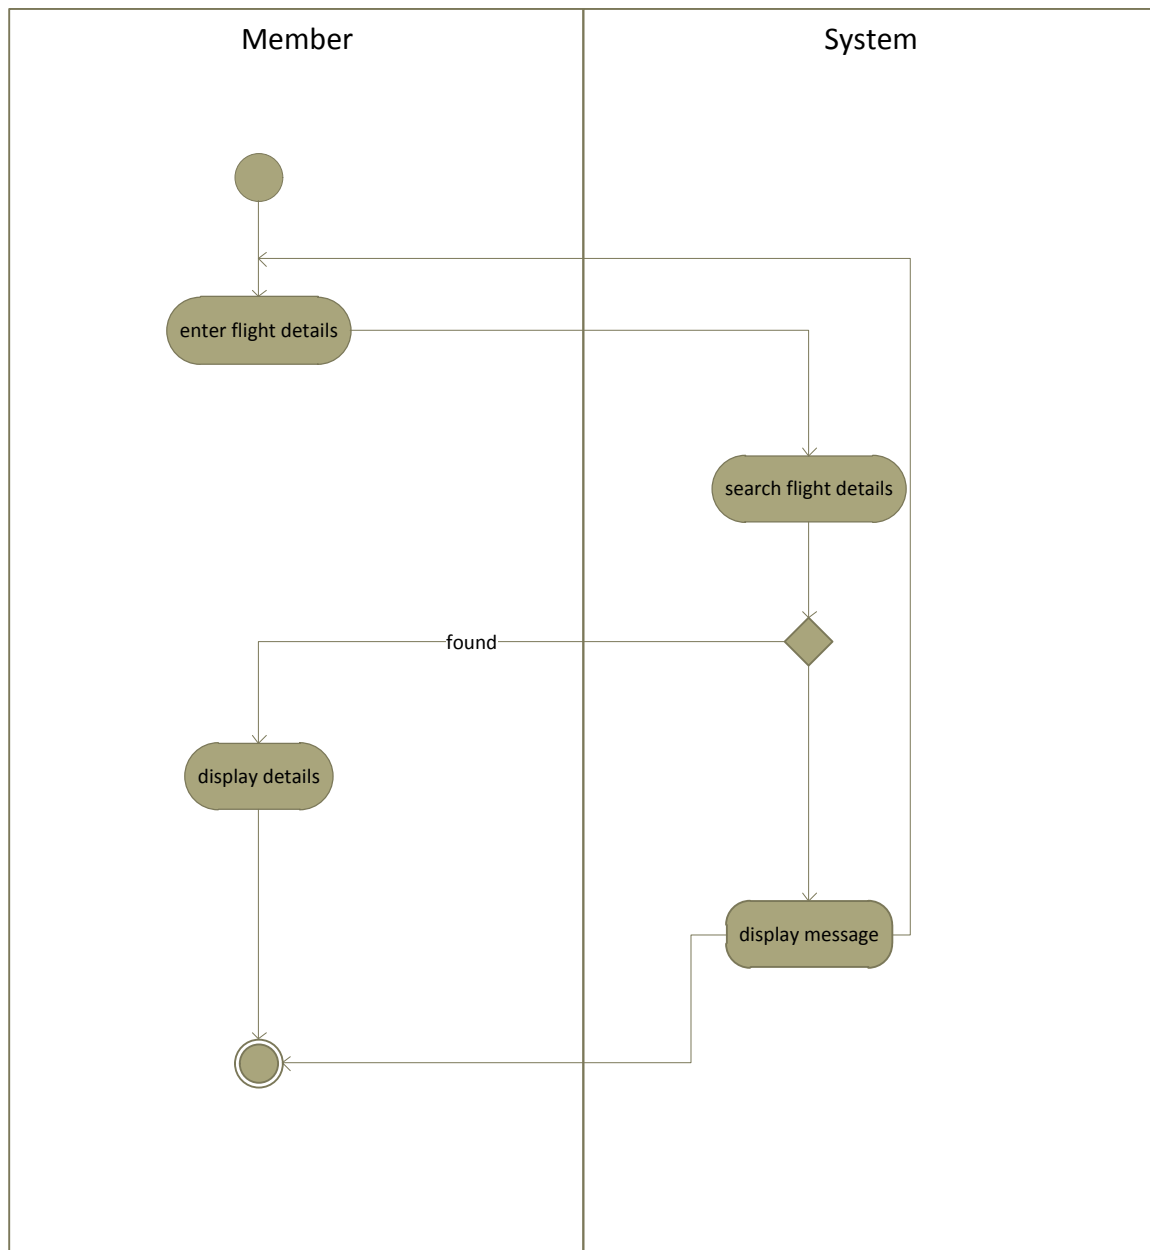 Member
System
enter flight details
search flight details
found
display details
display message